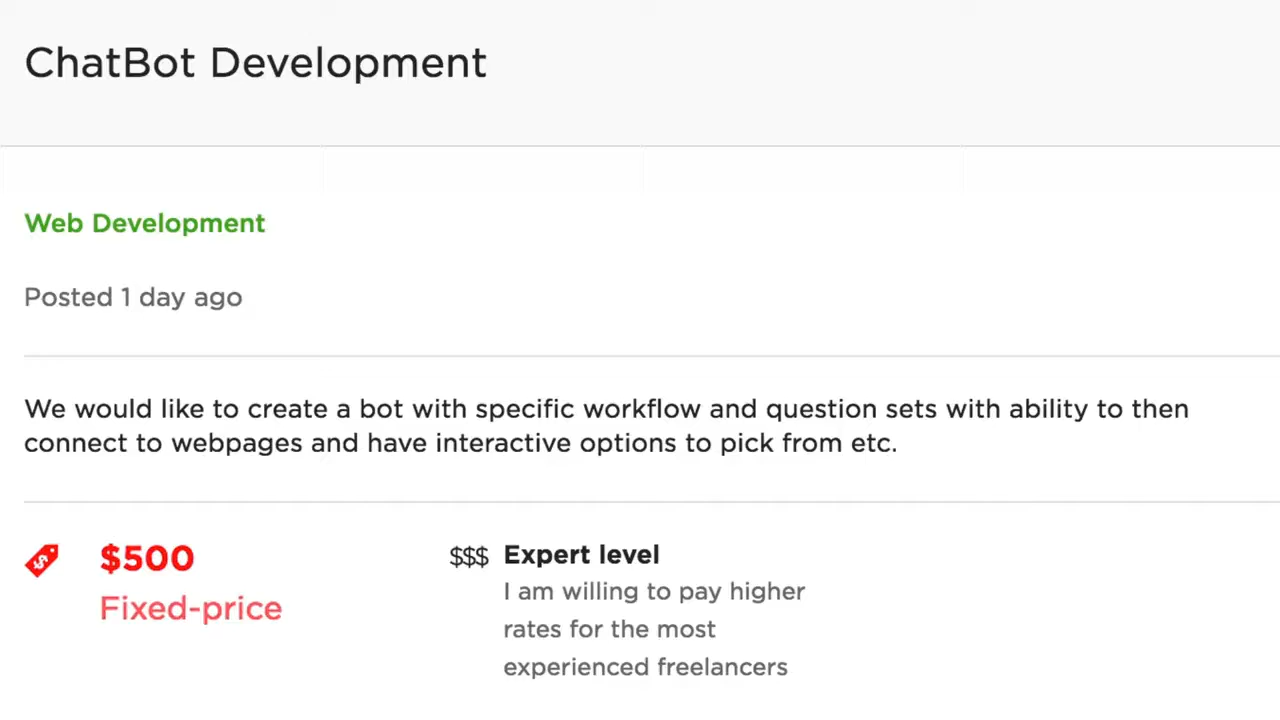 ChatBot Development
Web Development
Posted 1 day ago
We would like to create a bot with specific workflow and question sets with ability to then
connect to webpages and have interactive options to pick from etc.
$500
Fixed-price
$$$ Expert level
I am willing to pay higher
rates for the most
experienced freelancers